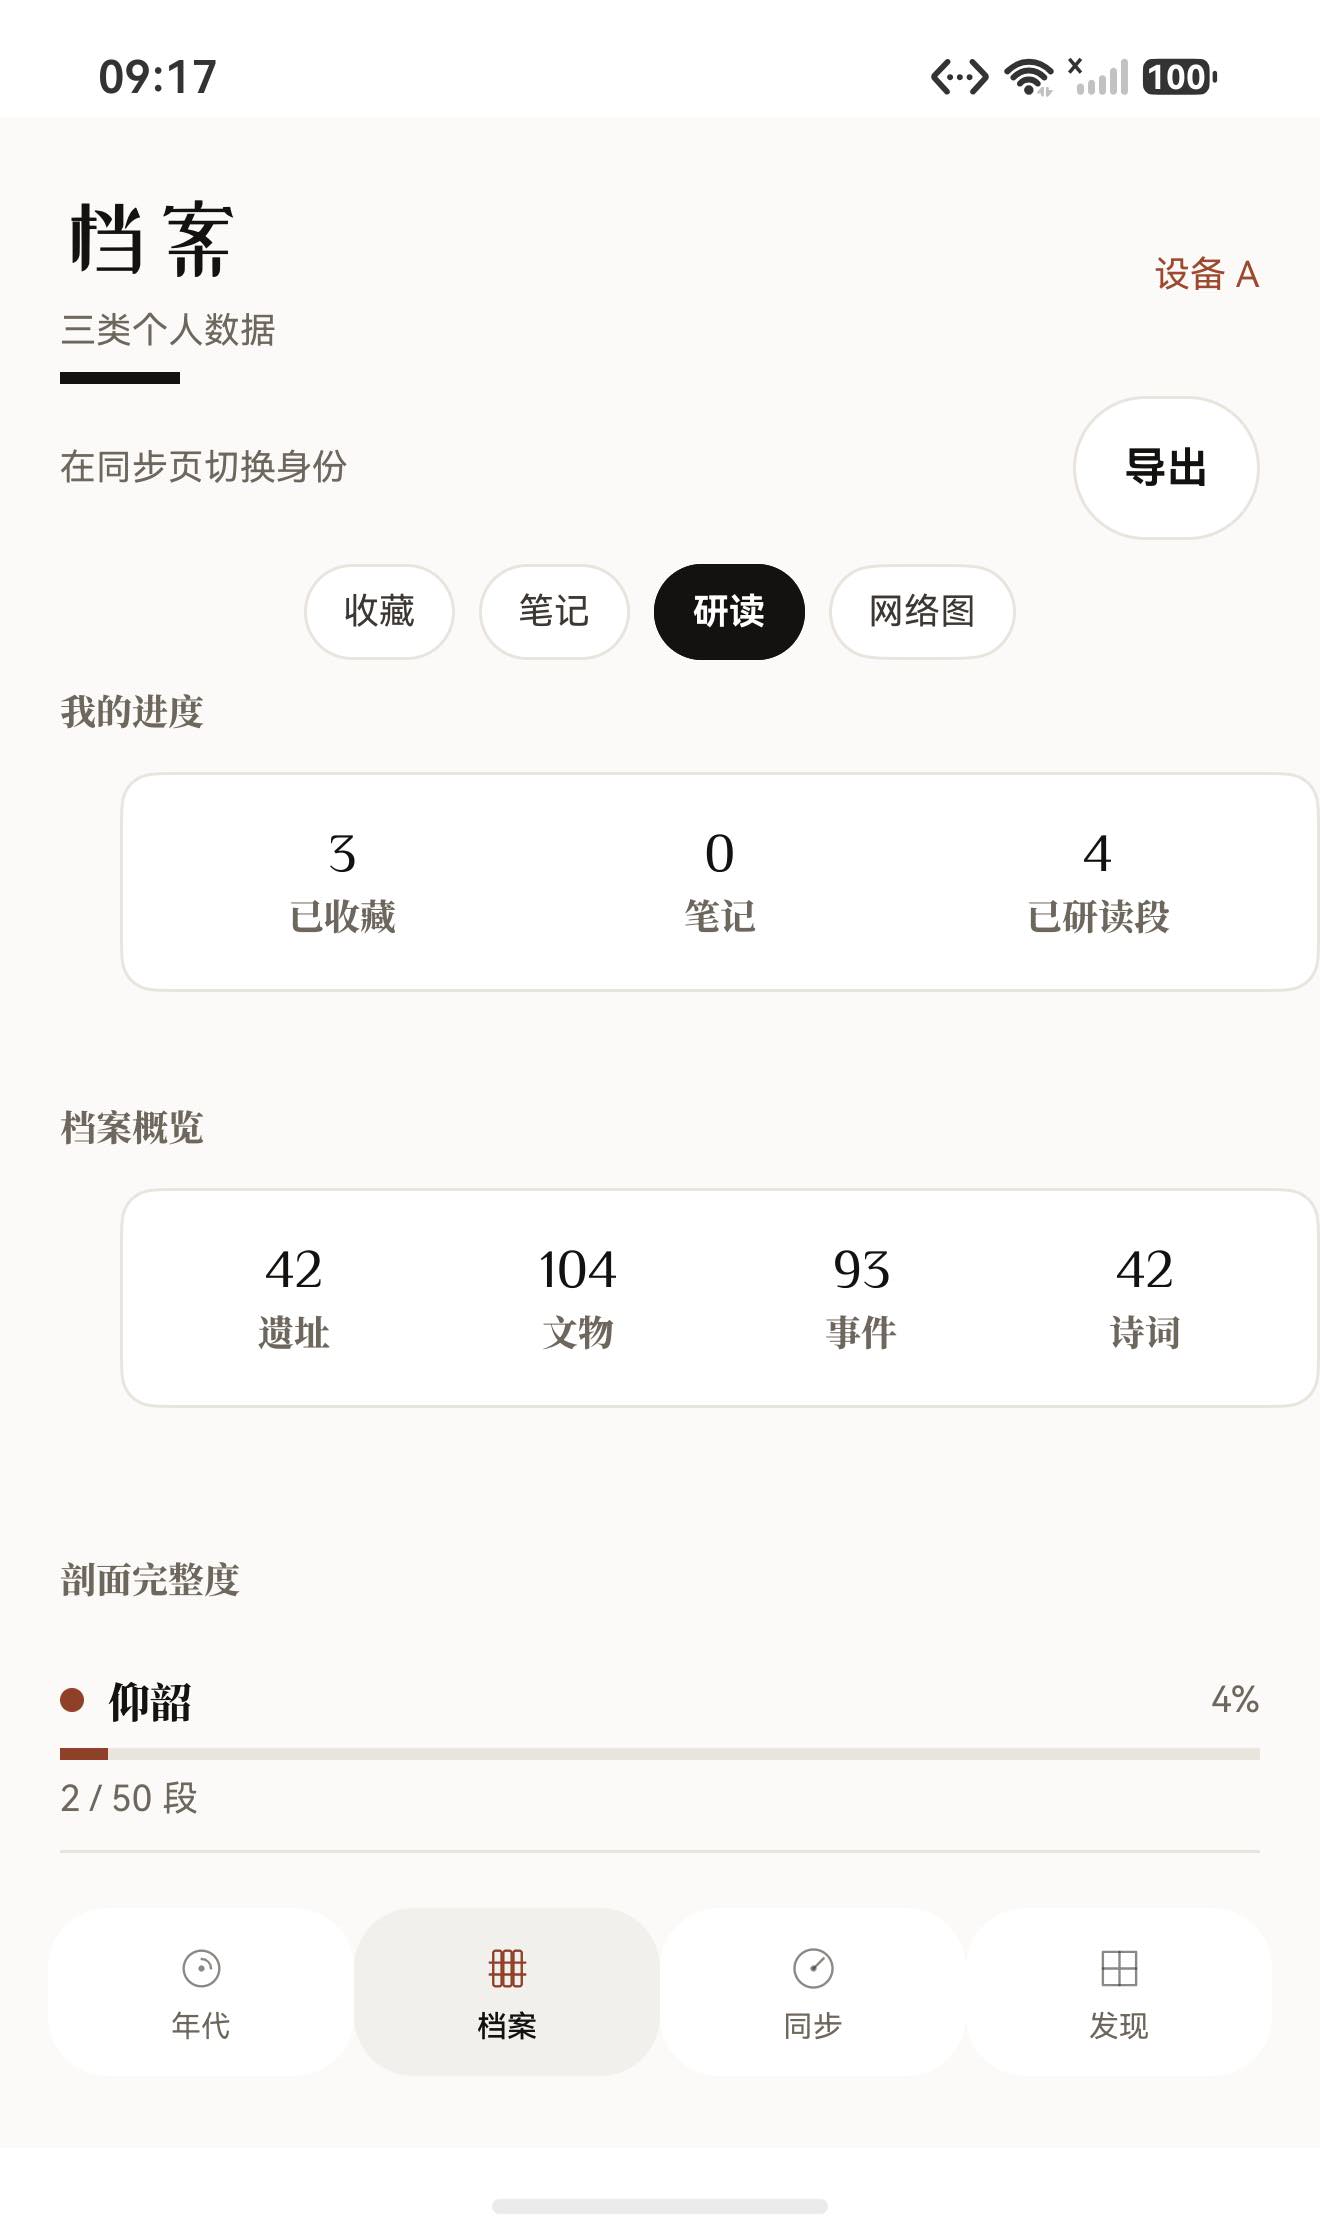 09:17
100
档案
设备 A
三类个人数据
在同步页切换身份
导出
收藏 笔记 研读 网络图
我的进度
3 0 4
已收藏 笔记 已研读段
档案概览
42 104 93 42
遗址 文物 事件 诗词
剖面完整度
仰韶 4%
2 / 50 段
年代 档案 同步 发现